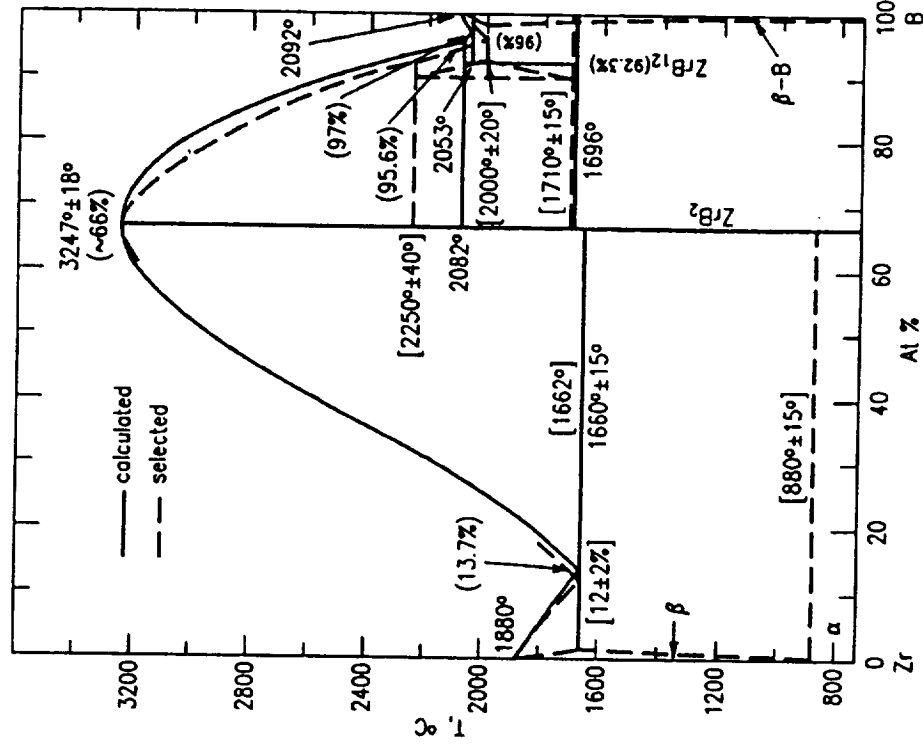 3247°±18°
(~66%)
2092°
calculated
selected
(97%)
(95.6%)
2053°
(96%)
[2250°±40°]
2082°
[2000°±20°]
[1710°±15°]
ZrB12(92.3%)
1880°
(13.7%)
[1662°]
1660°±15°
1696°
[12±2%]
ZrB2
β
β-B
[880°±15°]
α
T, °C
3200
2800
2400
2000
1600
1200
800
0
20
40
60
80
100
Zr
At %
B